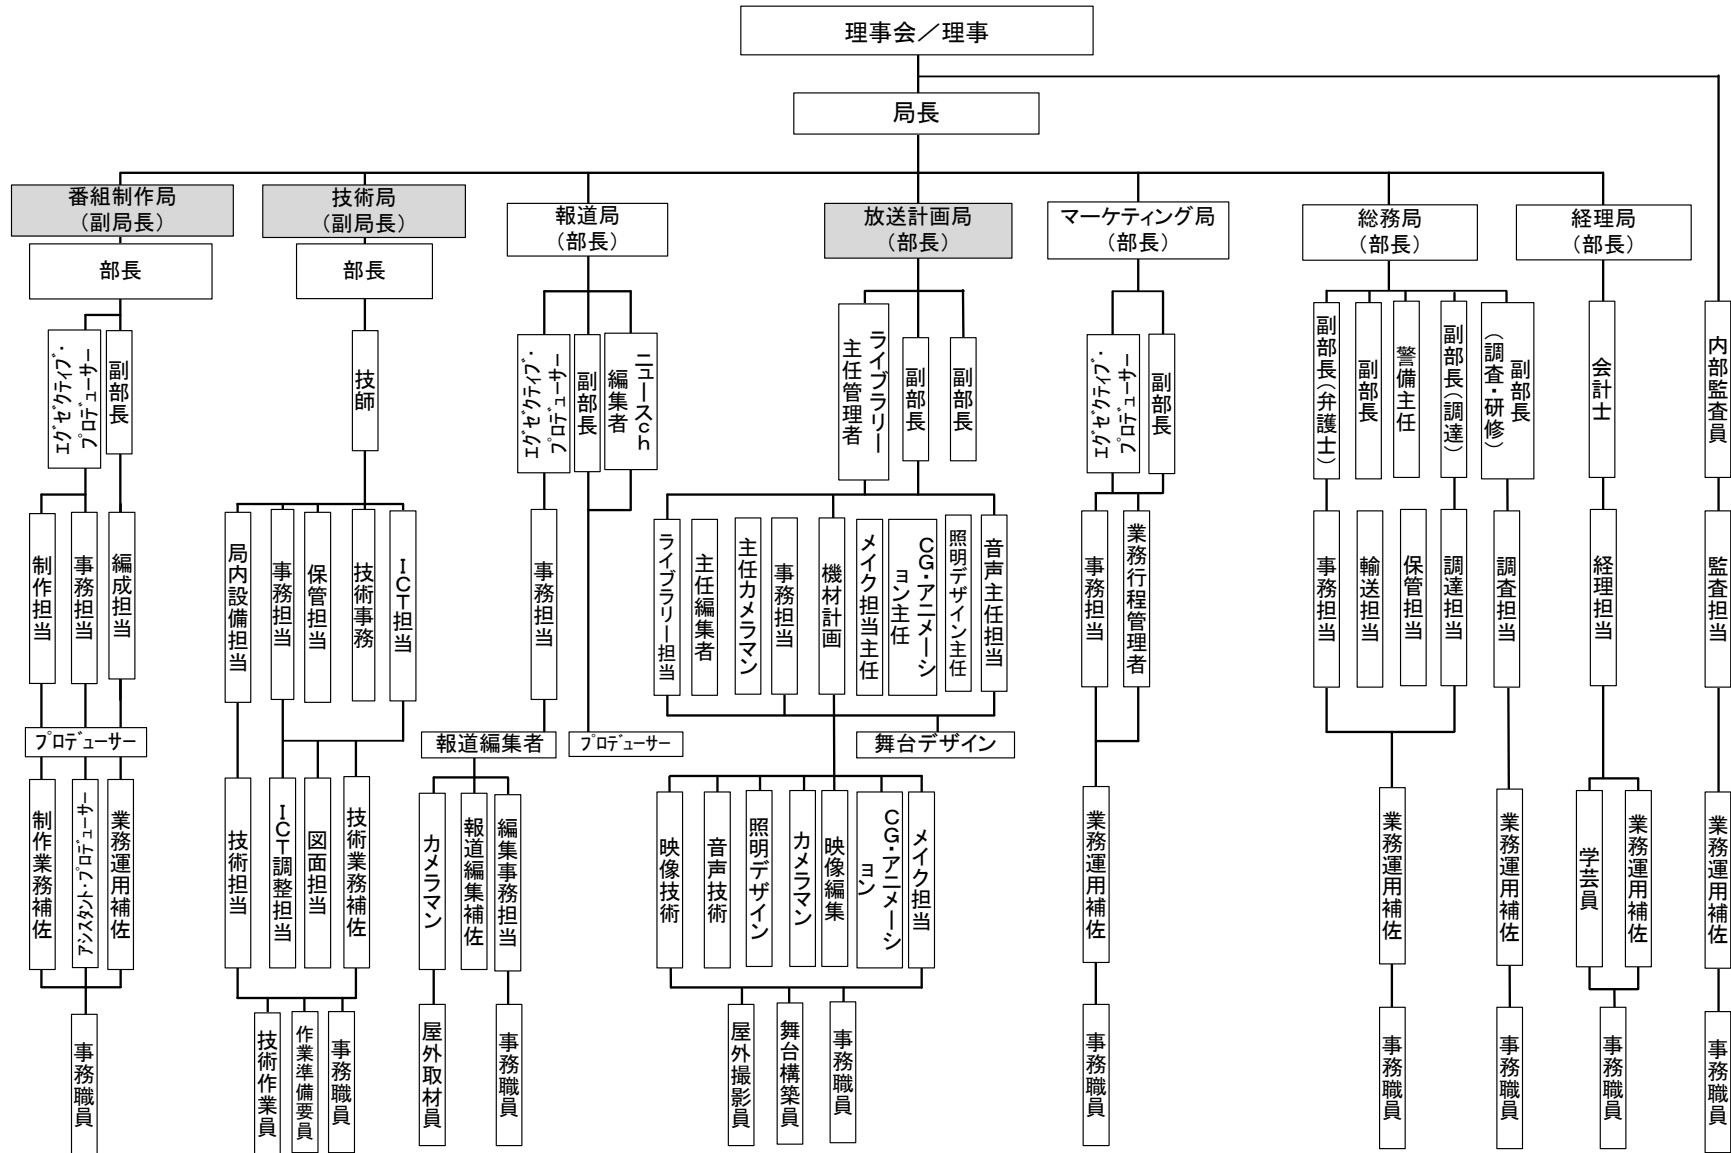 理事会／理事
局長
番組制作局
（副局長）
技術局
（副局長）
報道局
（部長）
放送計画局
（部長）
マーケティング局
（部長）
総務局
（部長）
経理局
（部長）
部長
部長
ｴｸﾞｾﾞｸﾃｨﾌﾞ・
ﾌﾟﾛﾃﾞｭｰｻｰ
副部長
技師
ｴｸﾞｾﾞｸﾃｨﾌﾞ・
ﾌﾟﾛﾃﾞｭｰｻｰ
副部長
ニュースｃｈ
編集者
ライブラリー
主任管理者
副部長
副部長
ｴｸﾞｾﾞｸﾃｨﾌﾞ・
ﾌﾟﾛﾃﾞｭｰｻｰ
副部長
副部長（弁護士）
副部長
警備主任
副部長（調達）
副部長
（調査・研修）
会計士
内部監査員
制作担当
事務担当
編成担当
局内設備担当
事務担当
保管担当
技術事務
ＩＣＴ担当
事務担当
ライブラリー担当
主任編集者
主任カメラマン
事務担当
機材計画
メイク担当主任
ＣＧ・アニメーシ
ョン主任
照明デザイン主任
音声主任担当
事務担当
業務行程管理者
事務担当
輸送担当
保管担当
調達担当
調査担当
経理担当
監査担当
ﾌﾟﾛﾃﾞｭｰｻｰ
報道編集者
ﾌﾟﾛﾃﾞｭｰｻｰ
舞台デザイン
制作業務補佐
ｱｼｽﾀﾝﾄ・ﾌﾟﾛﾃﾞｭｰｻｰ
業務運用補佐
技術担当
ＩＣＴ調整担当
図面担当
技術業務補佐
カメラマン
報道編集補佐
編集事務担当
映像技術
音声技術
照明デザイン
カメラマン
映像編集
ＣＧ・アニメーシ
ョン
メイク担当
業務運用補佐
業務運用補佐
業務運用補佐
学芸員
業務運用補佐
業務運用補佐
事務職員
技術作業員
作業準備要員
事務職員
屋外取材員
事務職員
屋外撮影員
舞台構築員
事務職員
事務職員
事務職員
事務職員
事務職員
事務職員